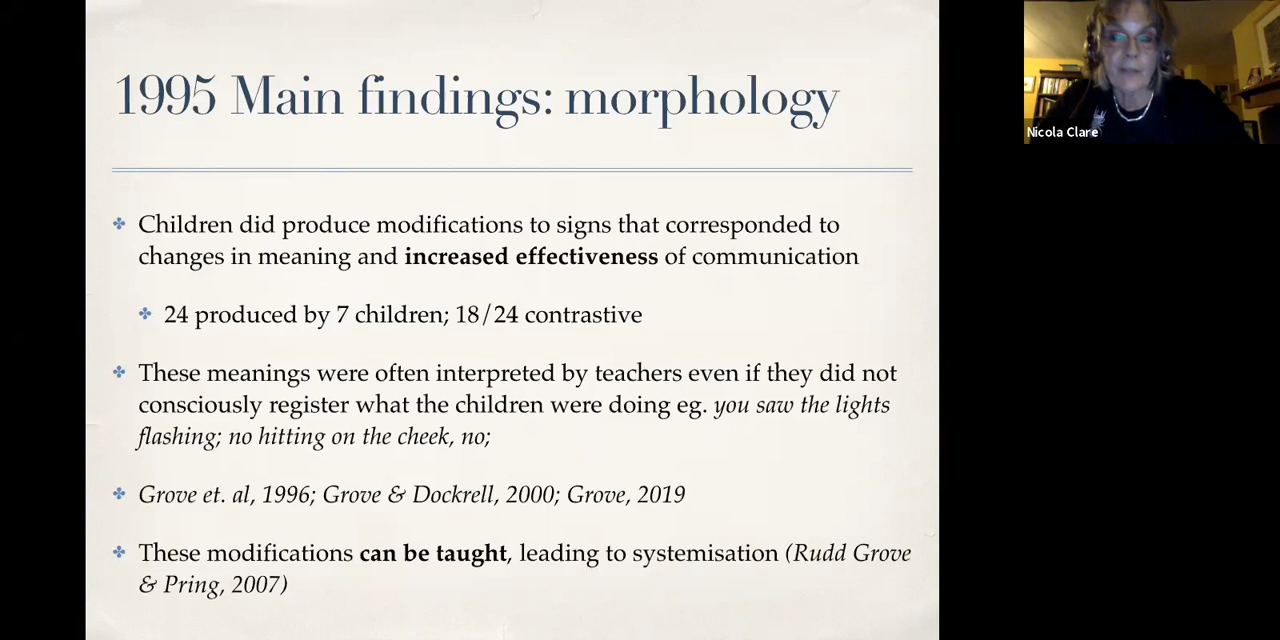 1995 Main findings: morphology
Children did produce modifications to signs that corresponded to
changes in meaning and increased effectiveness of communication
24 produced by 7 children; 18/24 contrastive
These meanings were often interpreted by teachers even if they did not
consciously register what the children were doing eg. you saw the lights
flashing; no hitting on the cheek, no;
Grove et. al, 1996; Grove & Dockrell, 2000; Grove, 2019
These modifications can be taught, leading to systemisation (Rudd Grove
& Pring, 2007)
Nicola Clare